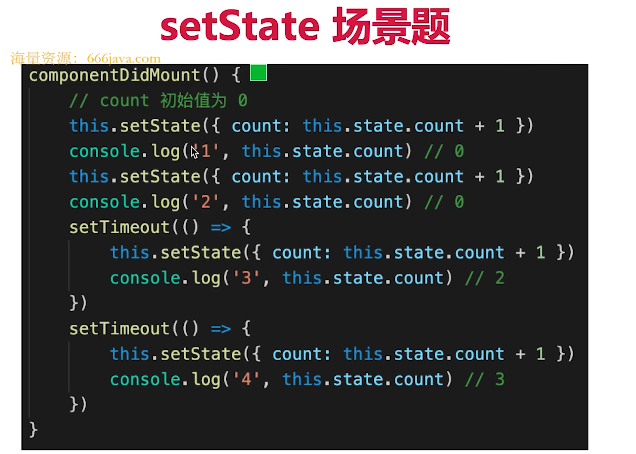 setState 场景题
海量资源：666java.com
componentDidMount() {
// count 初始值为 0
this.setState({ count: this.state.count + 1 })
console.log('1', this.state.count) // 0
this.setState({ count: this.state.count + 1 })
console.log('2', this.state.count) // 0
setTimeout(() => {
this.setState({ count: this.state.count + 1 })
console.log('3', this.state.count) // 2
})
setTimeout(() => {
this.setState({ count: this.state.count + 1 })
console.log('4', this.state.count) // 3
})
}